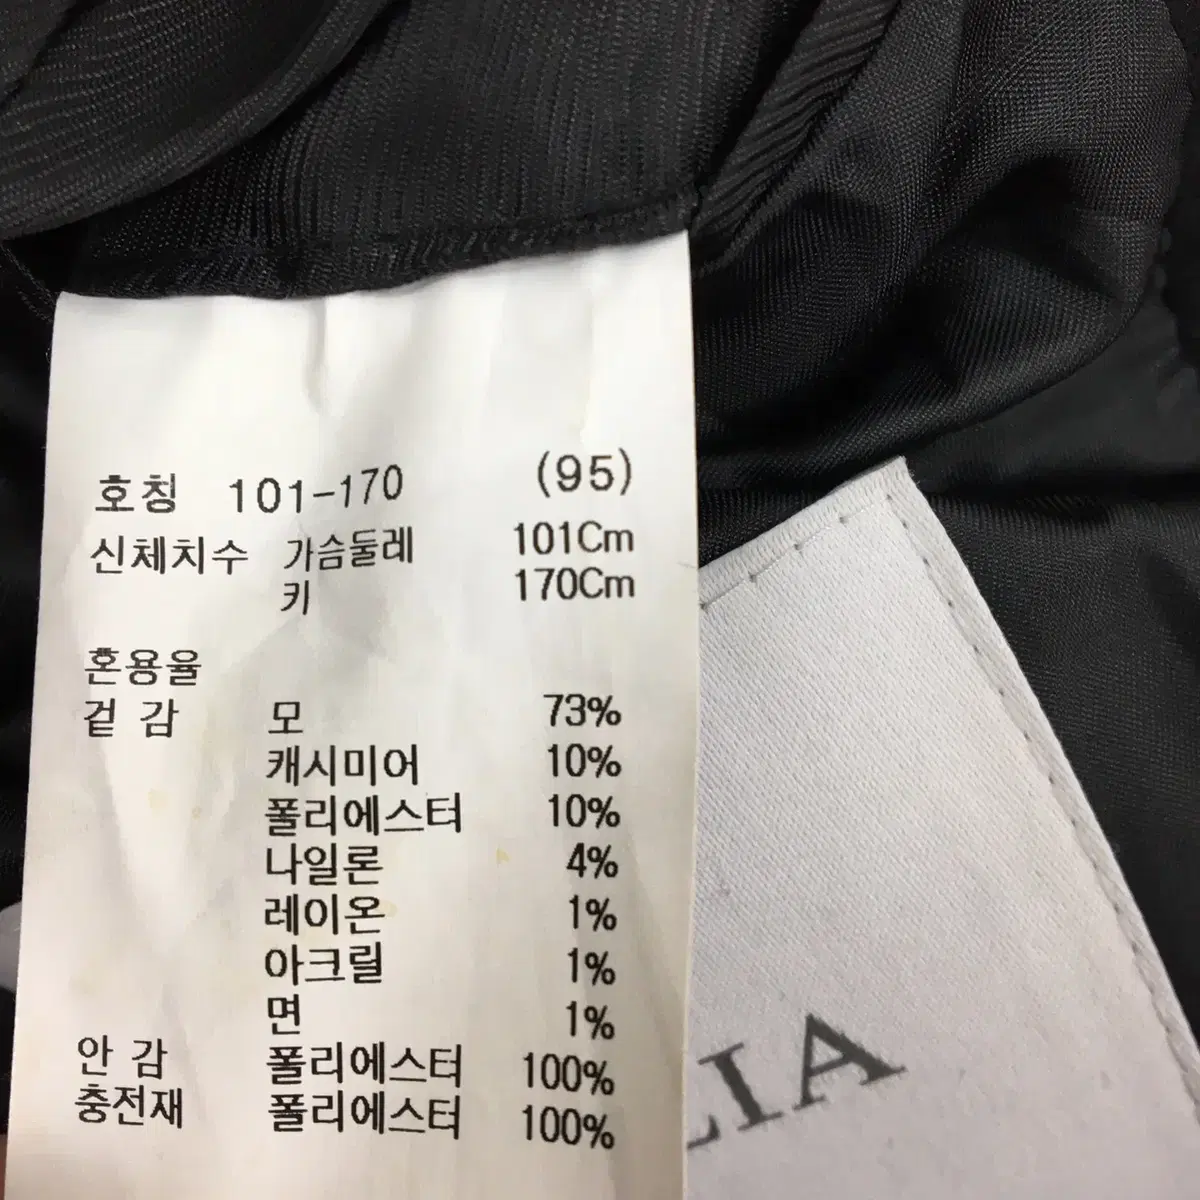 호칭 101-170 (95)
신체치수 가슴둘레 101Cm
키 170Cm
혼용율
겉 감 모 73%
캐시미어 10%
폴리에스터 10%
나일론 4%
레이온 1%
아크릴 1%
면 1%
안 감 폴리에스터 100%
충전재 폴리에스터 100%
LIA